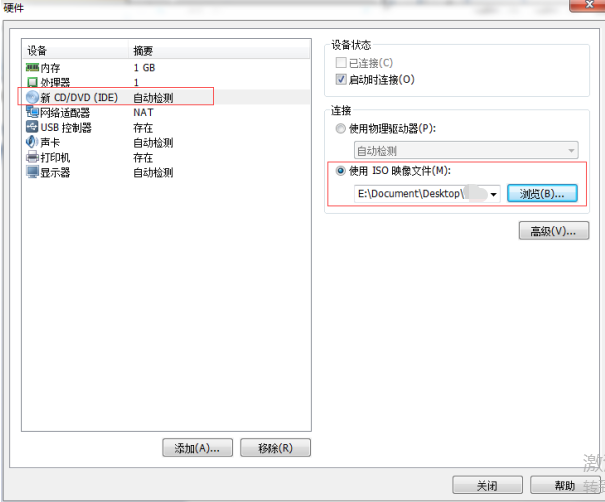 硬件
设备 摘要
内存 1 GB
处理器 1
新 CD/DVD (IDE) 自动检测
网络适配器 NAT
USB 控制器 存在
声卡 自动检测
打印机 存在
显示器 自动检测
添加(A)... 移除(R)
设备状态
已连接(C)
启动时连接(O)
连接
使用物理驱动器(P):
自动检测
使用 ISO 映像文件(M):
E:\Document\Desktop\ 浏览(B)...
高级(V)...
关闭 帮助
激
转